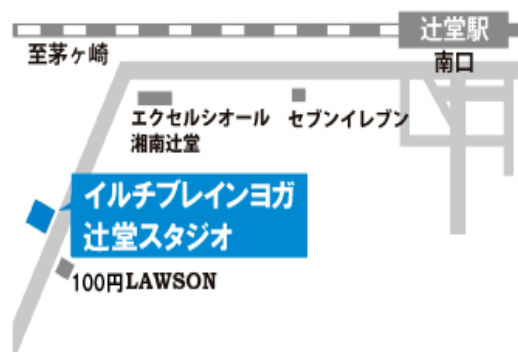 辻堂駅
至茅ヶ崎
南口
エクセルシオール
湘南辻堂
セブンイレブン
イルチブレインヨガ
辻堂スタジオ
100円LAWSON